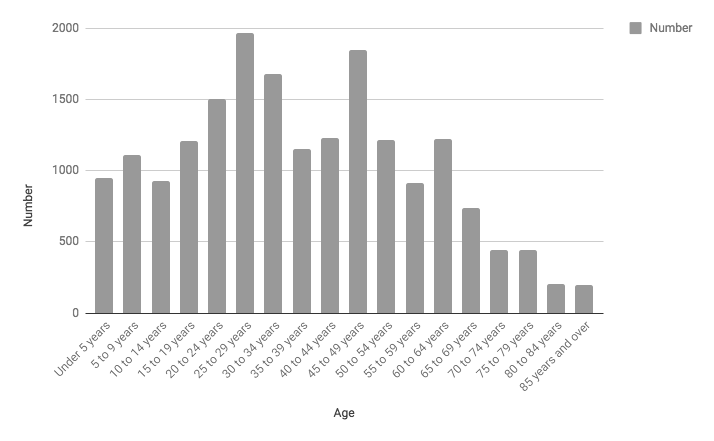 Number
2000
1500
1000
500
0
Number
Under 5 years
5 to 9 years
10 to 14 years
15 to 19 years
20 to 24 years
25 to 29 years
30 to 34 years
35 to 39 years
40 to 44 years
45 to 49 years
50 to 54 years
55 to 59 years
60 to 64 years
65 to 69 years
70 to 74 years
75 to 79 years
80 to 84 years
85 years and over
Age